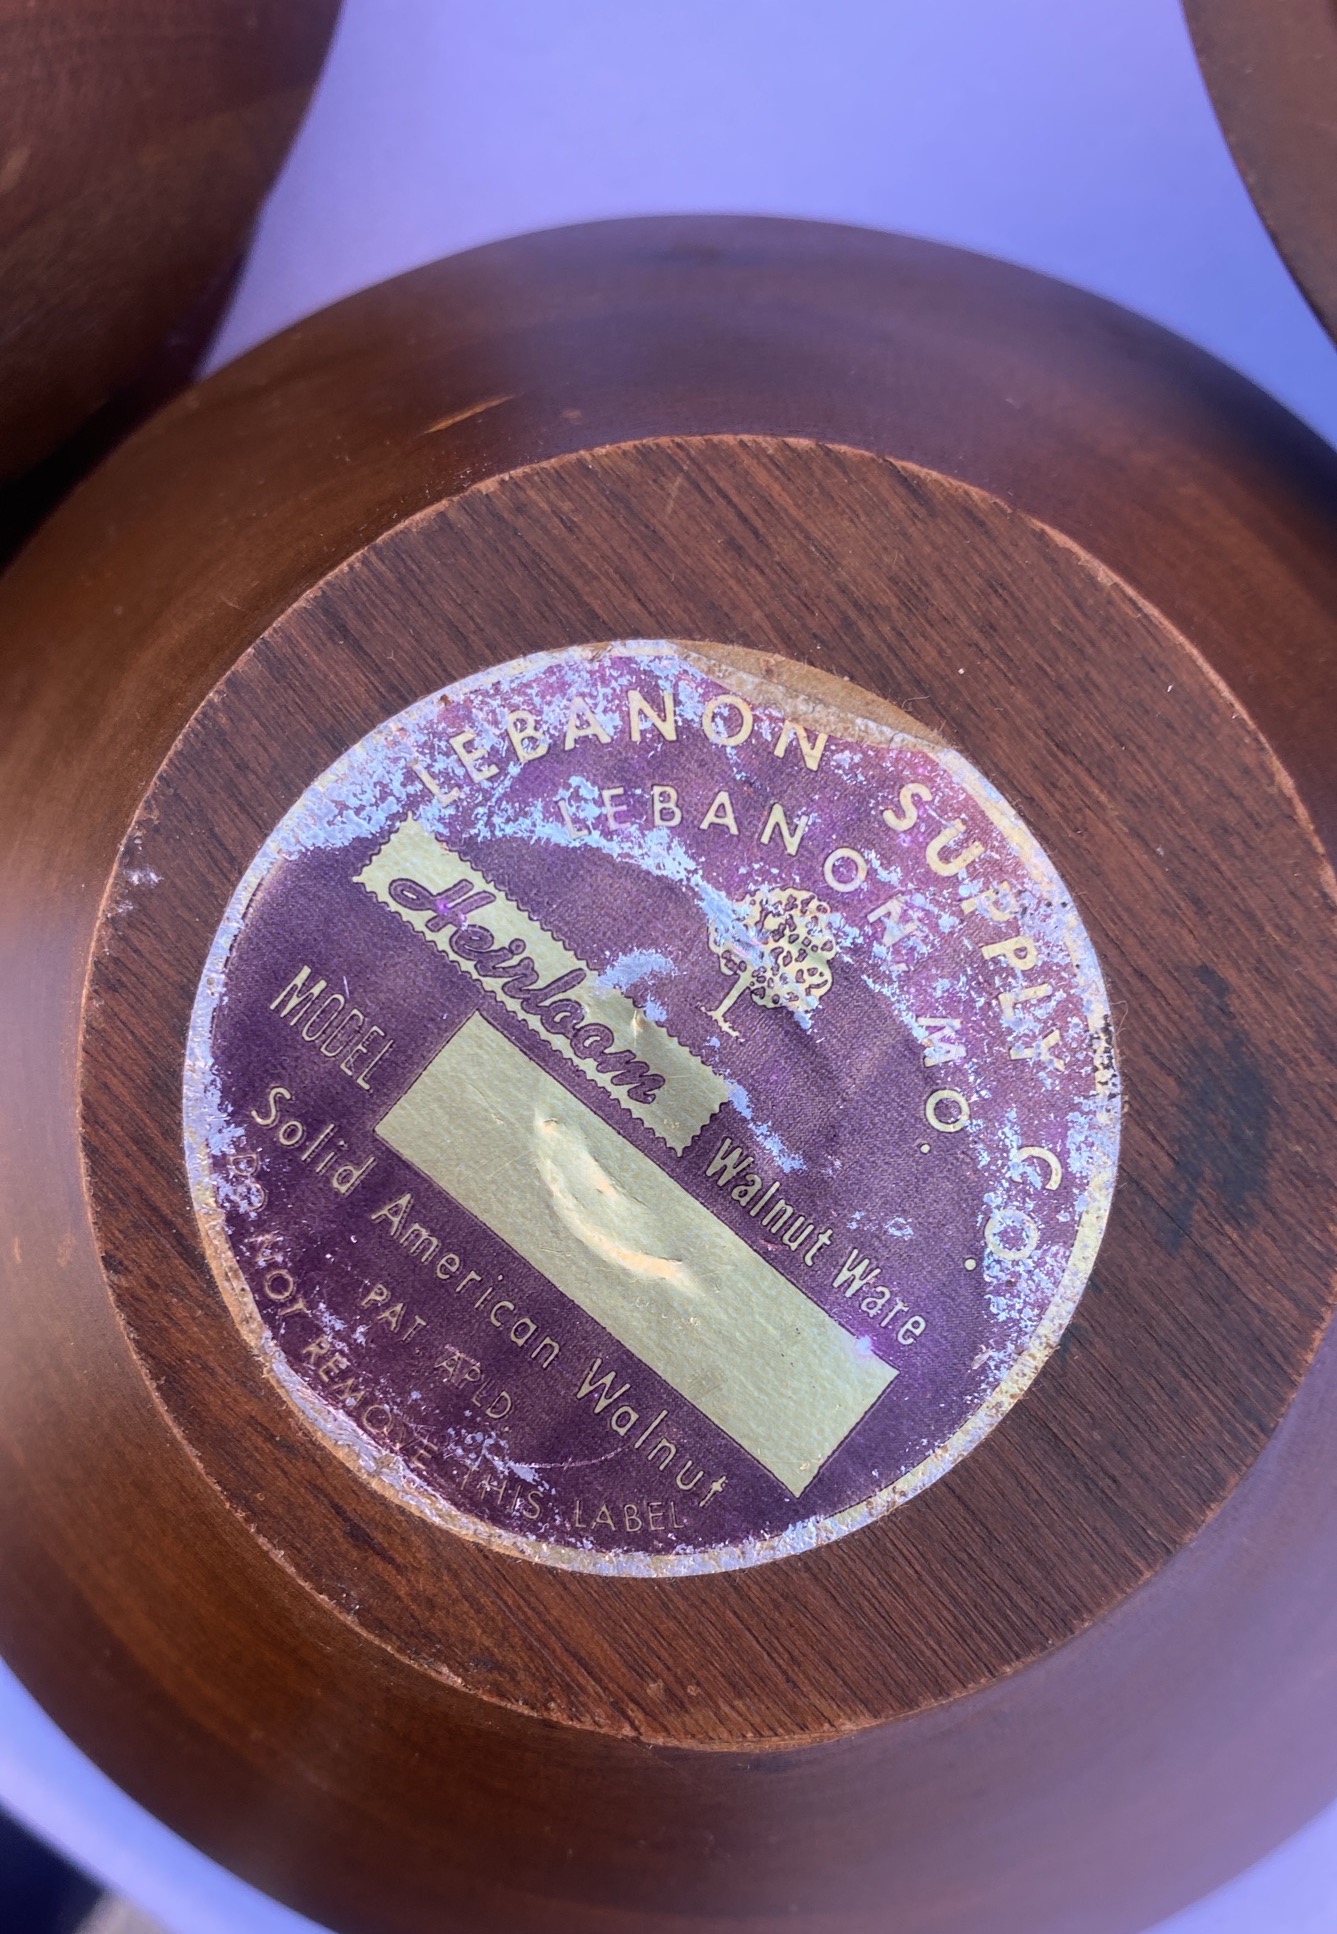 LEBANON SUPPLY CO.
LEBANON, MO.
Heirloom Walnut Ware
MODEL
Solid American Walnut
PAT. APLD
DO NOT REMOVE THIS LABEL